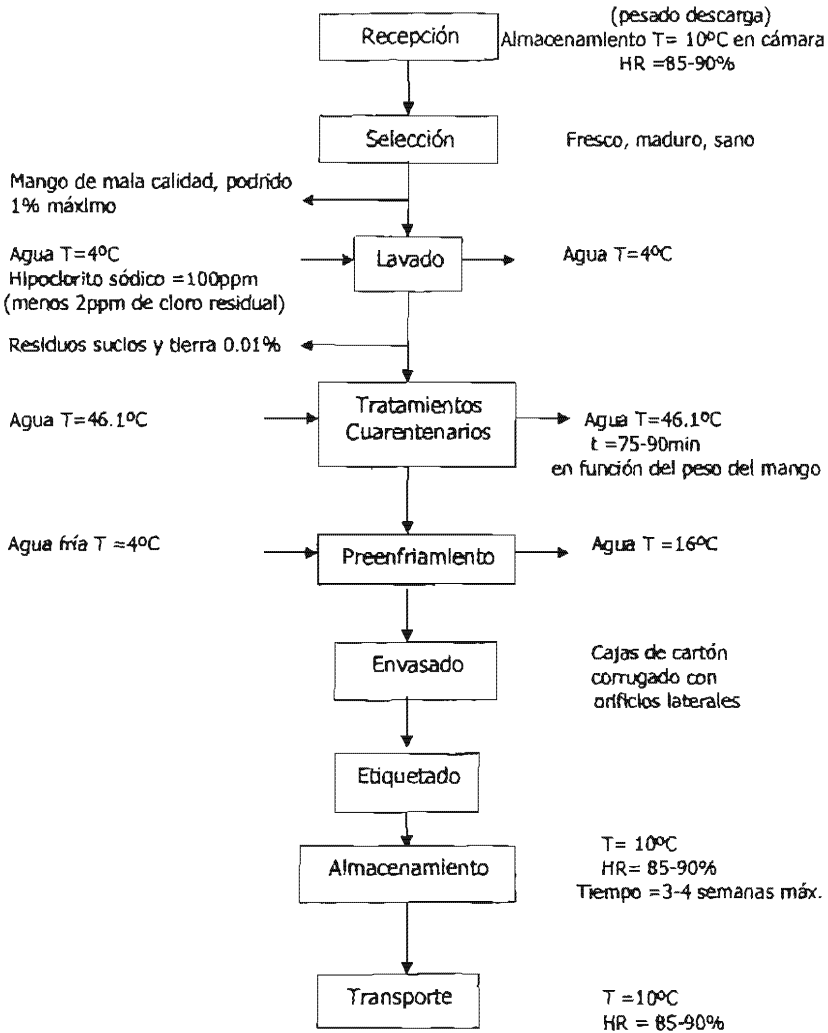 (pesado descarga)
Recepción
Almacenamiento T= 10ºC en cámara
HR =85-90%
Selección
Fresco, maduro, sano
Mango de mala calidad, podrido
1% máximo
Agua T=4ºC
Hipoclorito sódico =100ppm
(menos 2ppm de cloro residual)
Lavado
Agua T=4ºC
Residuos sucios y tierra 0.01%
Agua T=46.1ºC
Tratamientos
Cuarentenarios
Agua T=46.1ºC
t =75-90min
en función del peso del mango
Agua fría T =4ºC
Preenfriamiento
Agua T =16ºC
Envasado
Cajas de cartón
corrugado con
orificios laterales
Etiquetado
Almacenamiento
T= 10ºC
HR= 85-90%
Tiempo =3-4 semanas máx.
Transporte
T =10ºC
HR = 85-90%